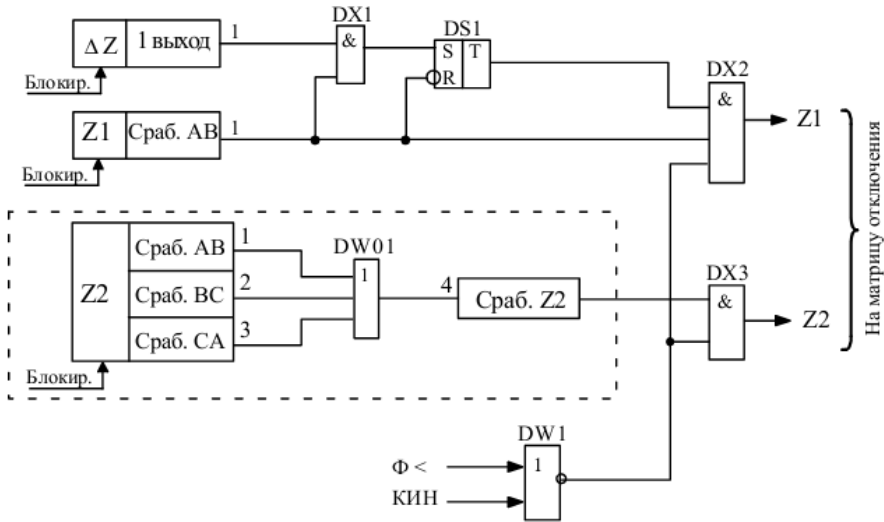 DX1
DS1
ΔZ
1 выход
1
&
S
T
R
Блокир.
DX2
&
Z1
Z1
Сраб. АВ
1
Блокир.
На матрицу отключения
Z2
Сраб. АВ
1
Сраб. ВС
2
Сраб. СА
3
DW01
1
4
Сраб. Z2
DX3
&
Z2
Блокир.
DW1
Ф <
1
КИН